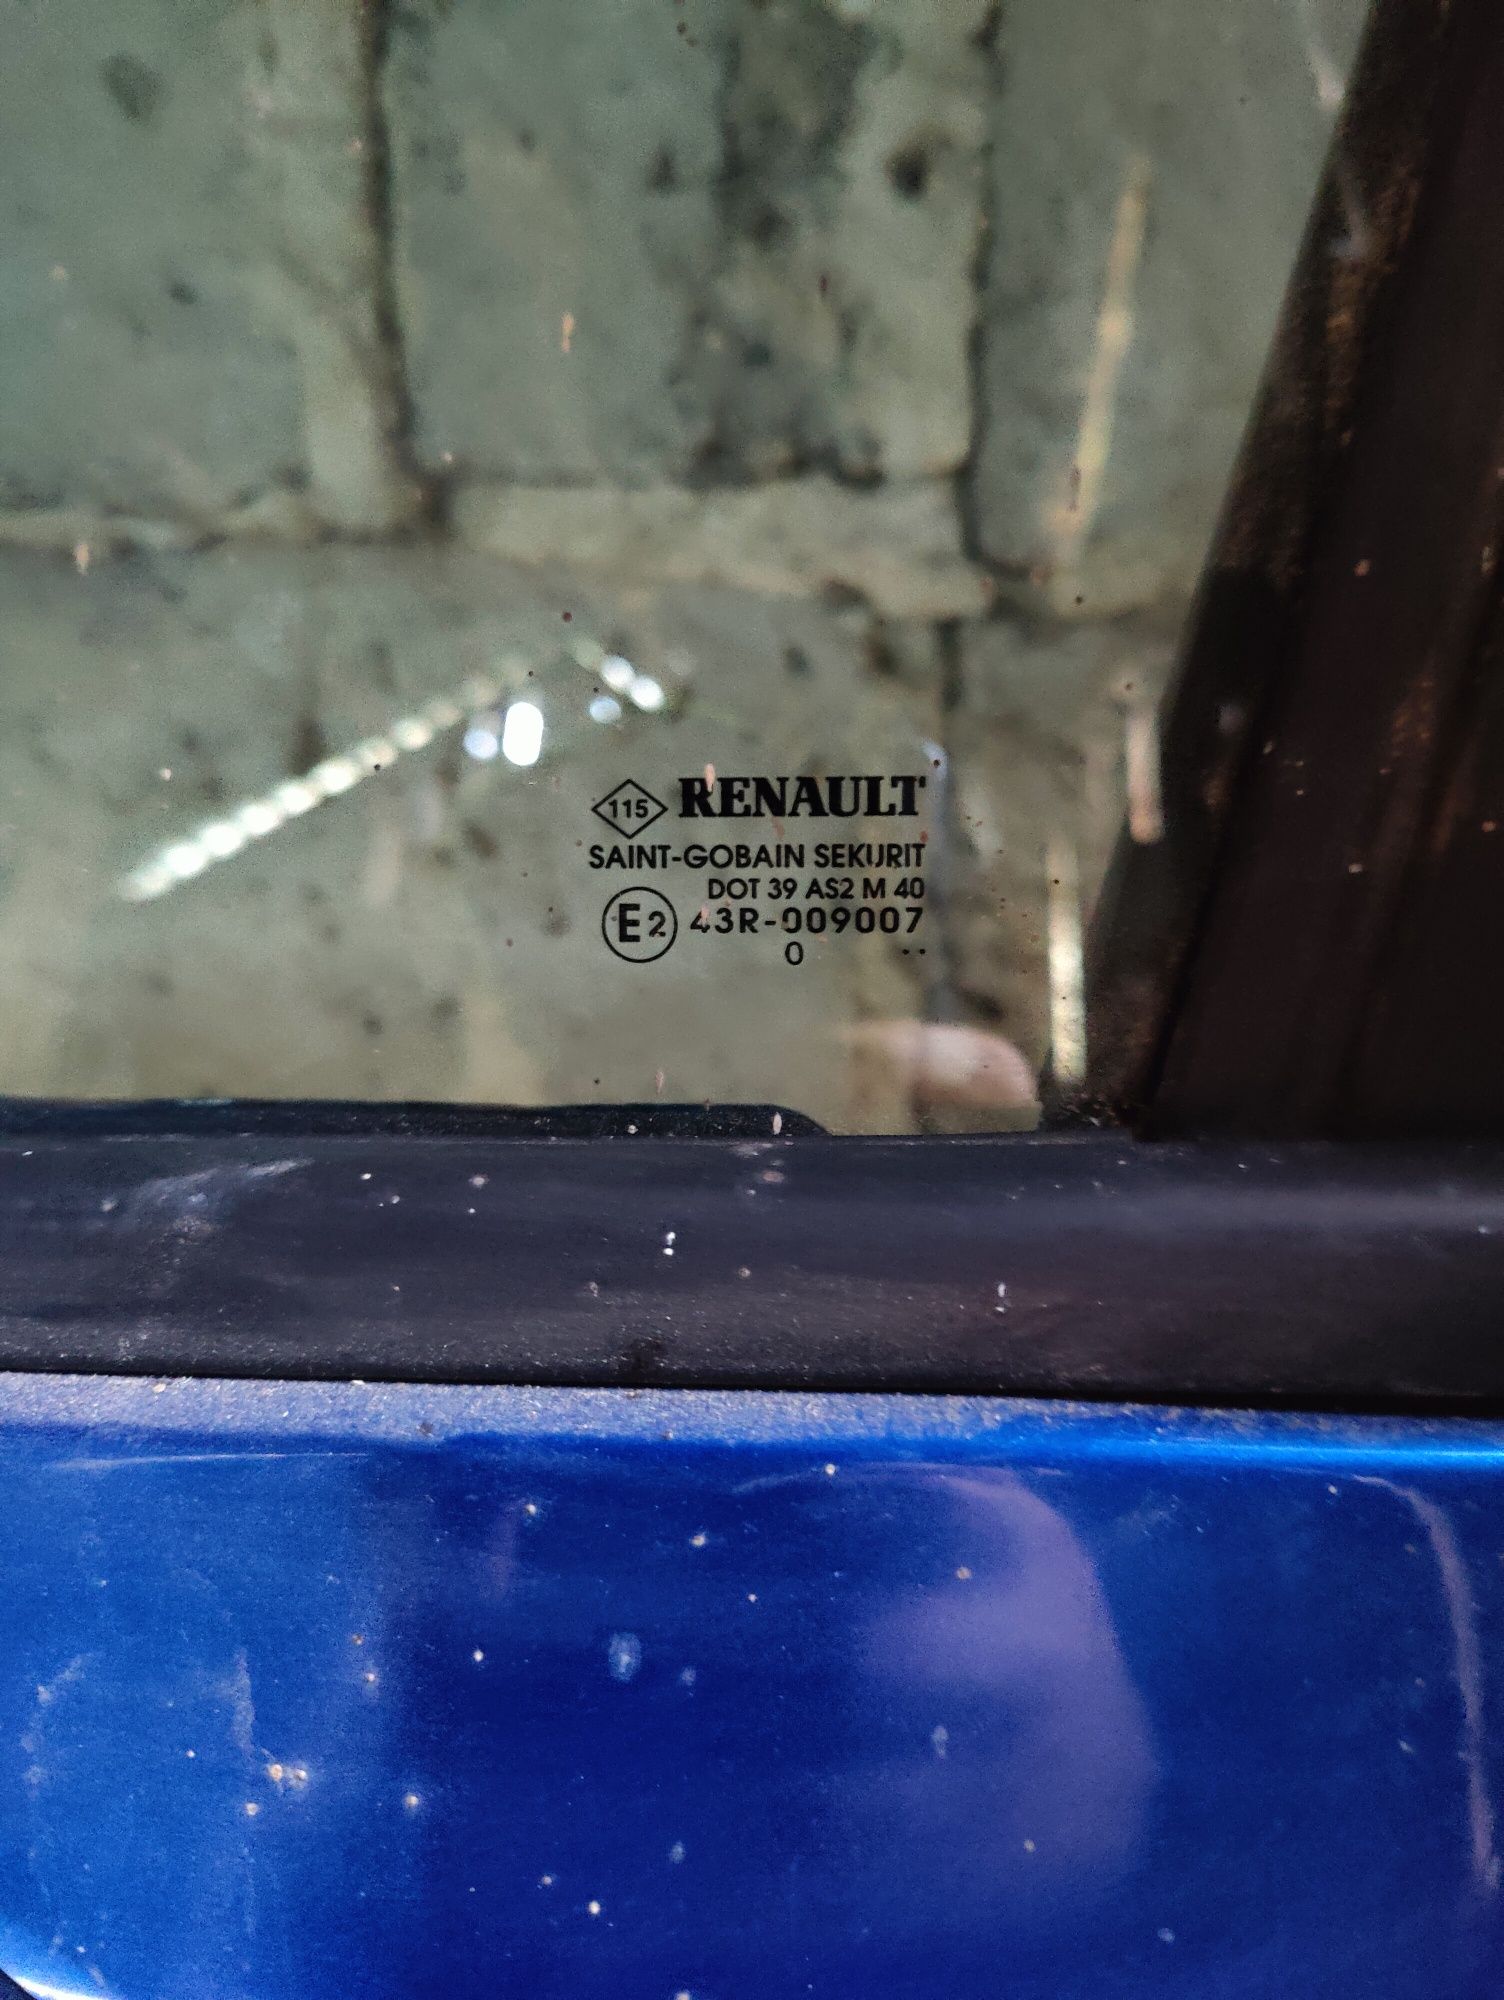 115 RENAULT
SAINT-GOBAIN SEKURIT
DOT 39 AS2 M 40
E2 43R-009007
0 ..